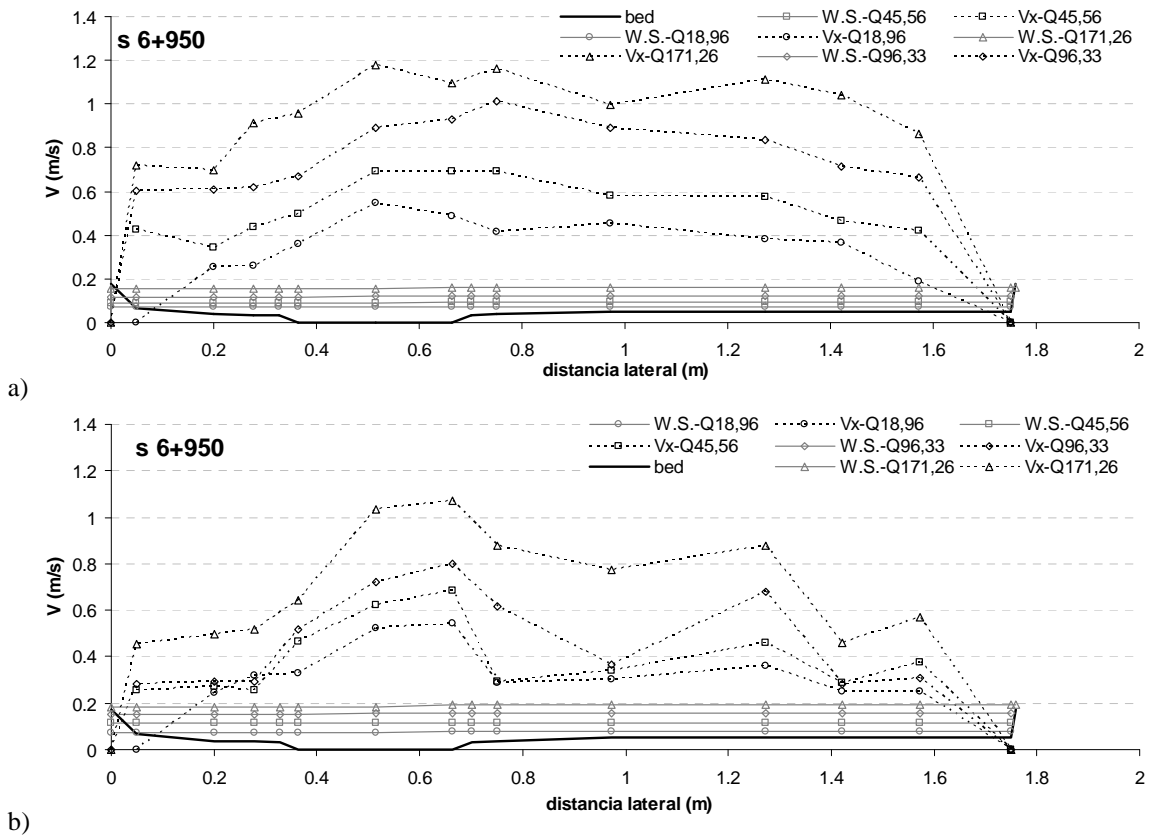 s 6+950
bed W.S.-Q45,56 Vx-Q45,56
W.S.-Q18,96 Vx-Q18,96 W.S.-Q171,26
Vx-Q171,26 W.S.-Q96,33 Vx-Q96,33
V (m/s)
1.4
1.2
1
0.8
0.6
0.4
0.2
0
0 0.2 0.4 0.6 0.8 1 1.2 1.4 1.6 1.8 2
distancia lateral (m)
a)
s 6+950
W.S.-Q18,96 Vx-Q18,96 W.S.-Q45,56
Vx-Q45,56 W.S.-Q96,33 Vx-Q96,33
bed W.S.-Q171,26 Vx-Q171,26
V (m/s)
1.4
1.2
1
0.8
0.6
0.4
0.2
0
0 0.2 0.4 0.6 0.8 1 1.2 1.4 1.6 1.8 2
distancia lateral (m)
b)